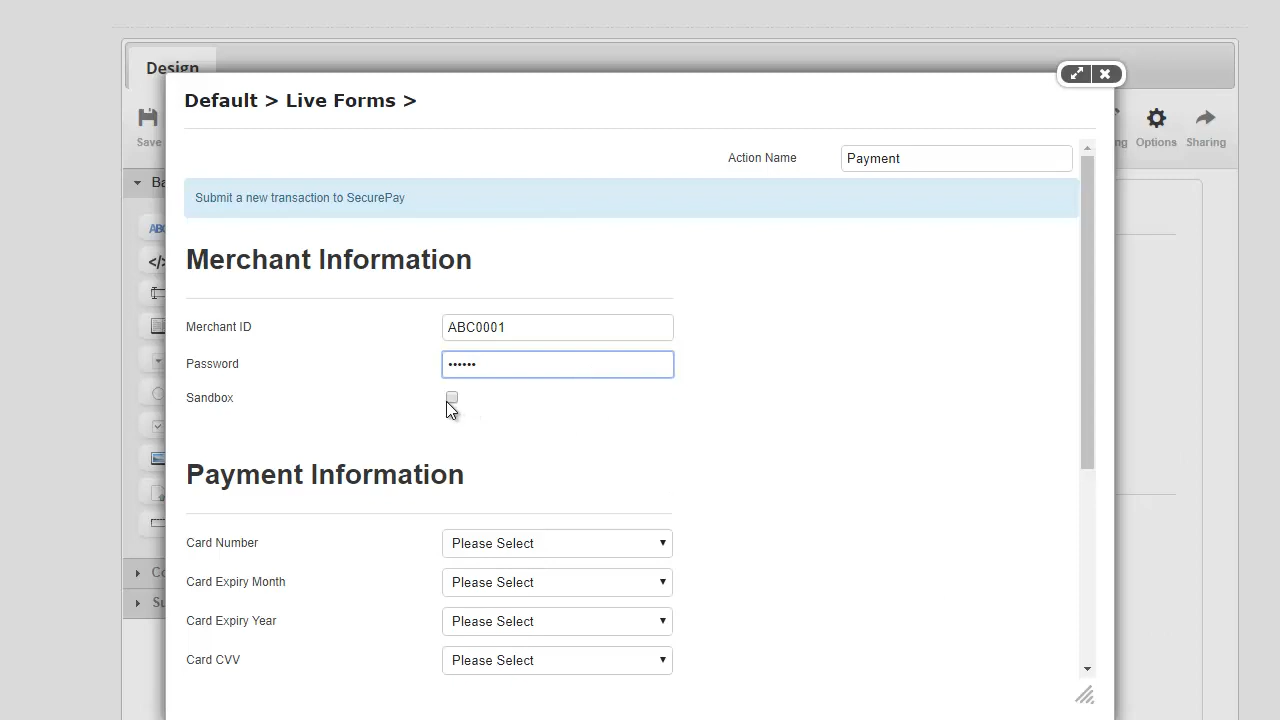 Design
Default > Live Forms >
Save
Options
Sharing
Action Name
Payment
Submit a new transaction to SecurePay
Merchant Information
Merchant ID
ABC0001
Password
••••••
Sandbox
Payment Information
Card Number
Please Select
Card Expiry Month
Please Select
Card Expiry Year
Please Select
Card CVV
Please Select